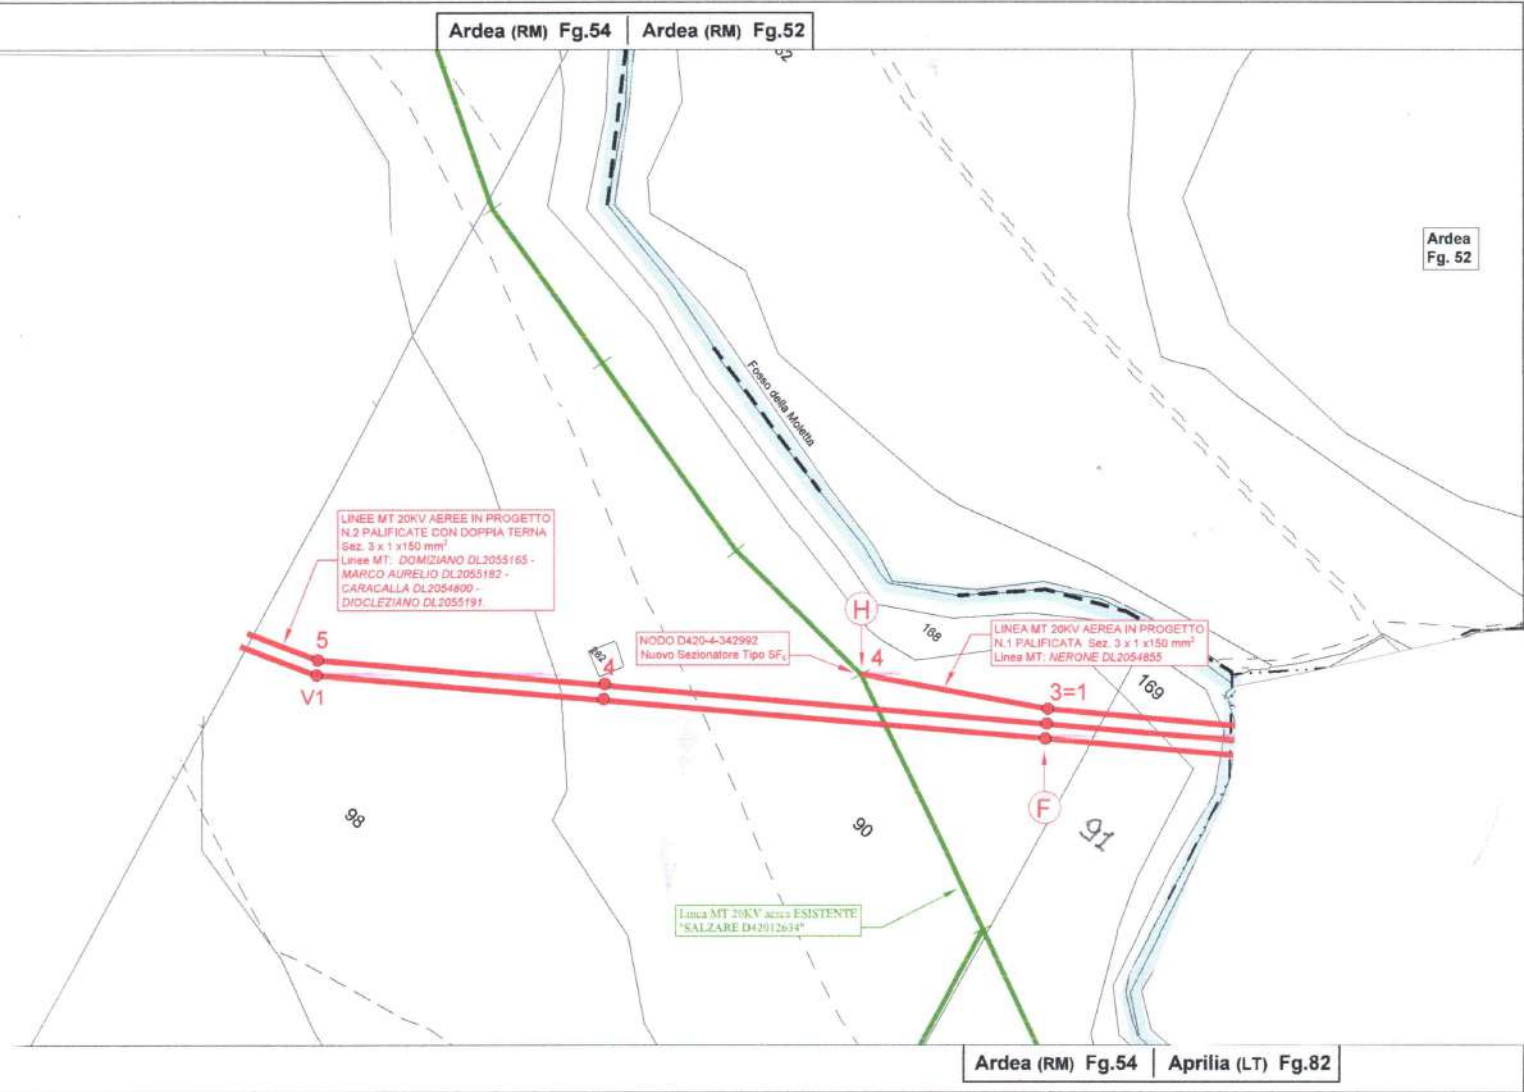 Ardea (RM) Fg.54
Ardea (RM) Fg.52
Ardea
Fg. 52
Fosso della Moletta
LINEE MT 20KV AEREE IN PROGETTO
N.2 PALIFICATE CON DOPPIA TERNA
Sez. 3 x 1 x150 mm²
Linee MT: DOMIZIANO DL2055165 -
MARCO AURELIO DL2055182 -
CARACALLA DL2054800 -
DIOCLEZIANO DL2055191.
H
168
LINEA MT 20KV AEREA IN PROGETTO
N.1 PALIFICATA Sez. 3 x 1 x150 mm²
Linea MT: NERONE DL2054855
NODO D420-4-342992
Nuovo Sezionatore Tipo SF₆
5
282
4
4
169
V1
3=1
F
98
90
91
Linea MT 20KV aerea ESISTENTE
"SALZARE D42012634"
Ardea (RM) Fg.54
Aprilia (LT) Fg.82